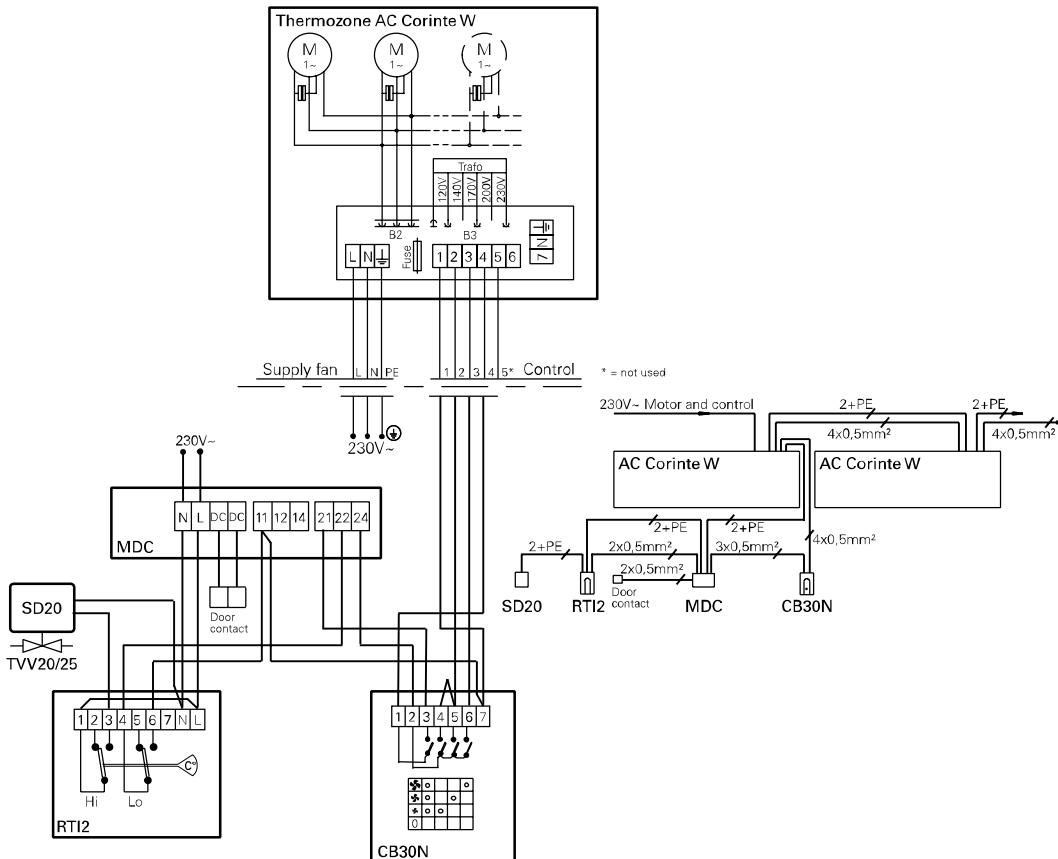 Thermozone AC Corinte W
M M M
1~ 1~ 1~
Trafo
120V 140V 170V 200V 230V
B2 B3
L N Fuse 1 2 3 4 5 6 7 N
Supply fan L N PE 1 2 3 4 5* Control * = not used
230V~
230V~ Motor and control 2+PE 2+PE
4x0,5mm² 4x0,5mm²
AC Corinte W AC Corinte W
2+PE 2+PE
4x0,5mm²
2+PE 2x0,5mm² 3x0,5mm²
2x0,5mm²
Door
contact
SD20 RTI2 MDC CB30N
230V~
N L DC DC 11 12 14 21 22 24
MDC
Door
contact
SD20
TVV20/25
1 2 3 4 5 6 7 N L
C°
Hi Lo
RTI2
1 2 3 4 5 6 7
0
CB30N